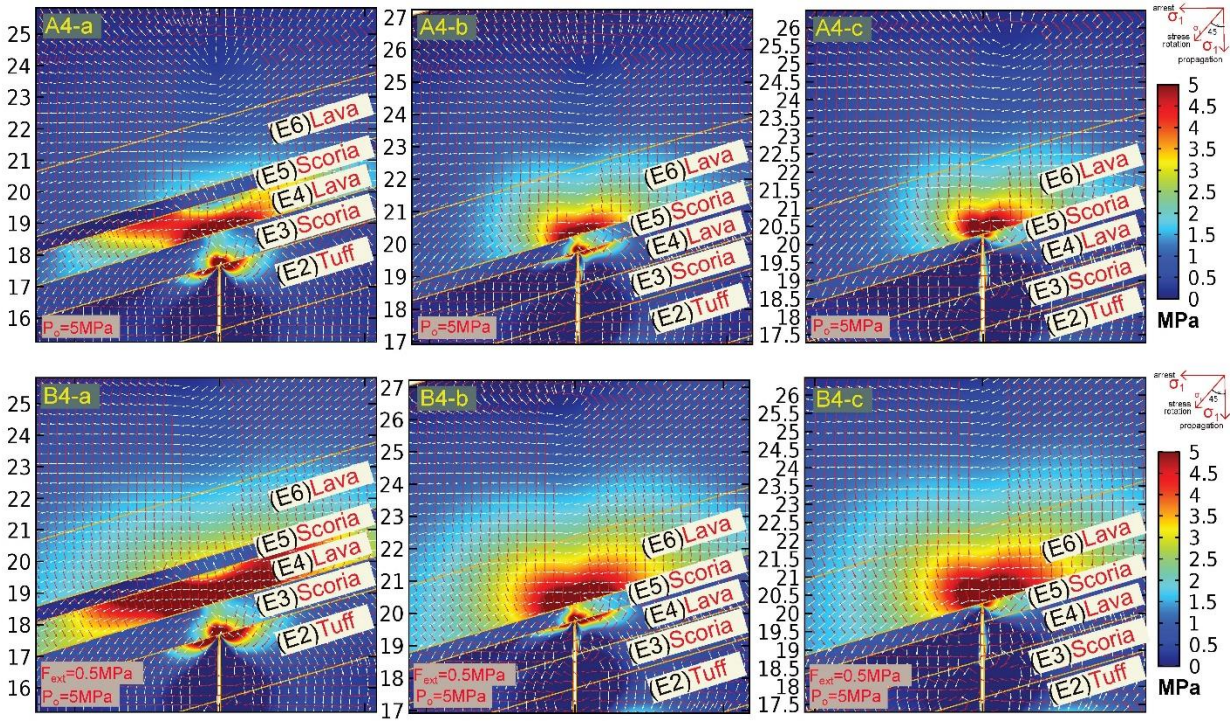 A4-a
25
24
23
22
21
20
19
18
17
16
(E6)Lava
(E5)Scoria
(E4)Lava
(E3)Scoria
(E2)Tuff
Po=5MPa
A4-b
27
26
25
24
23
22
21
20
19
18
17
(E6)Lava
(E5)Scoria
(E4)Lava
(E3)Scoria
(E2)Tuff
Po=5MPa
A4-c
26
25.5
25
24.5
24
23.5
23
22.5
22
21.5
21
20.5
20
19.5
19
18.5
18
17.5
(E6)Lava
(E5)Scoria
(E4)Lava
(E3)Scoria
(E2)Tuff
Po=5MPa
arrest
σ1
stress
rotation
σ1
45
σ1
propagation
5
4.5
4
3.5
3
2.5
2
1.5
1
0.5
0
MPa
B4-a
25
24
23
22
21
20
19
18
17
16
(E6)Lava
(E5)Scoria
(E4)Lava
(E3)Scoria
(E2)Tuff
Fext=0.5MPa
Po=5MPa
B4-b
27
26
25
24
23
22
21
20
19
18
17
(E6)Lava
(E5)Scoria
(E4)Lava
(E3)Scoria
(E2)Tuff
Fext=0.5MPa
Po=5MPa
B4-c
26
25.5
25
24.5
24
23.5
23
22.5
22
21.5
21
20.5
20
19.5
19
18.5
18
17.5
(E6)Lava
(E5)Scoria
(E4)Lava
(E3)Scoria
(E2)Tuff
Fext=0.5MPa
Po=5MPa
arrest
σ1
stress
rotation
σ1
45
σ1
propagation
5
4.5
4
3.5
3
2.5
2
1.5
1
0.5
0
MPa